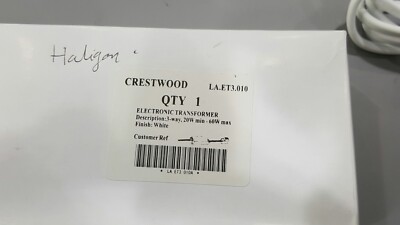 Haligan
CRESTWOOD LA.ET3.010
QTY 1
ELECTRONIC TRANSFORMER
Description:3-way, 20W min - 60W max
Finish: White
Customer Ref
* LA ET3 010A *